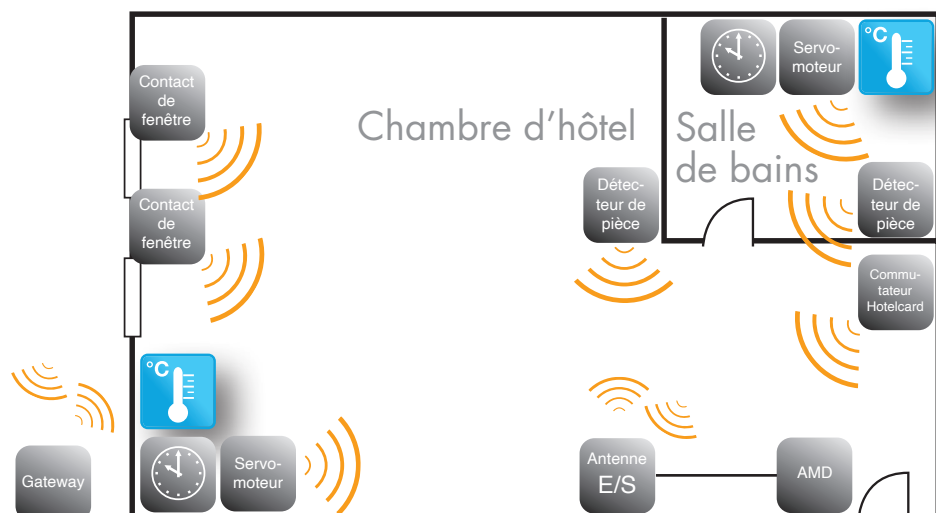 °C
Servo-
moteur
Contact
de
fenêtre
Chambre d'hôtel
Salle
de bains
Détec-
teur de
pièce
Détec-
teur de
pièce
Contact
de
fenêtre
Commu-
tateur
Hotelcard
°C
Gateway
Servo-
moteur
Antenne
E/S
AMD